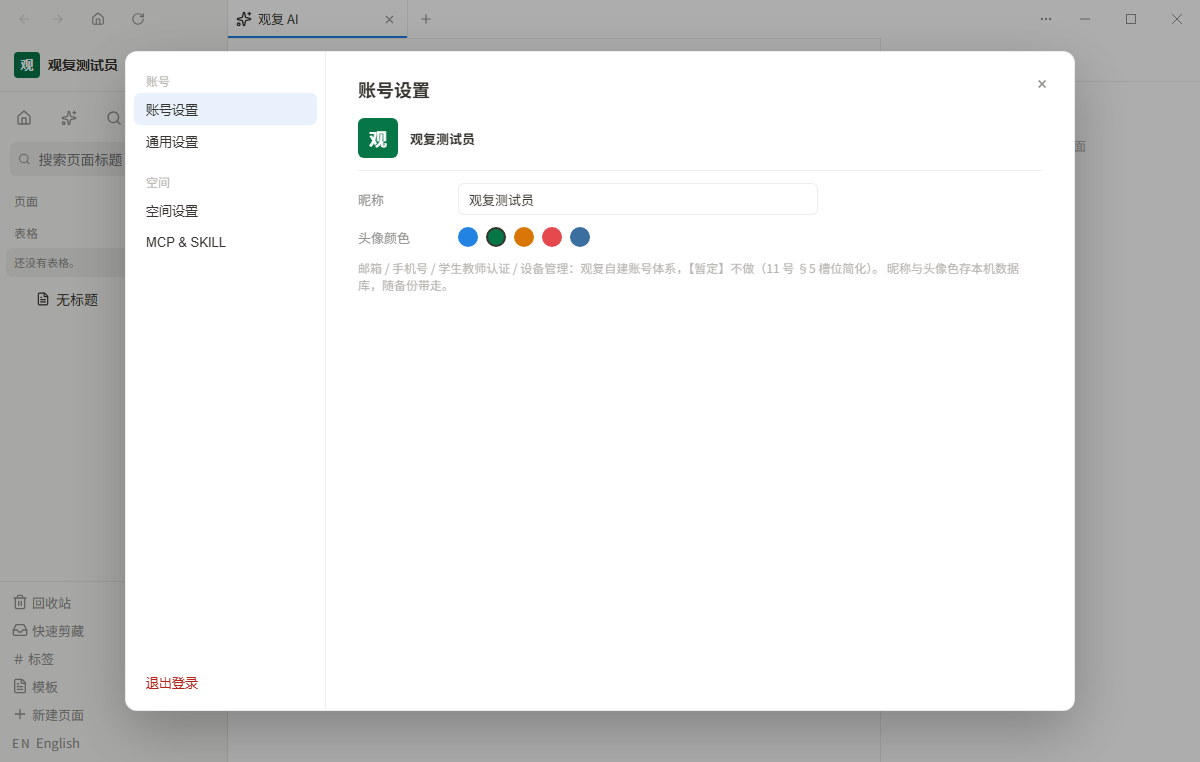 观复 AI
观
观复测试员
搜索页面标题
页面
表格
还没有表格。
无标题
回收站
快速剪藏
# 标签
模板
新建页面
EN English
账号
账号设置
通用设置
空间
空间设置
MCP & SKILL
退出登录
账号设置
观
观复测试员
昵称
观复测试员
头像颜色
邮箱 / 手机号 / 学生教师认证 / 设备管理：观复自建账号体系，【暂定】不做（11 号 §5 槽位简化）。 昵称与头像色存本机数据
库，随备份带走。
面